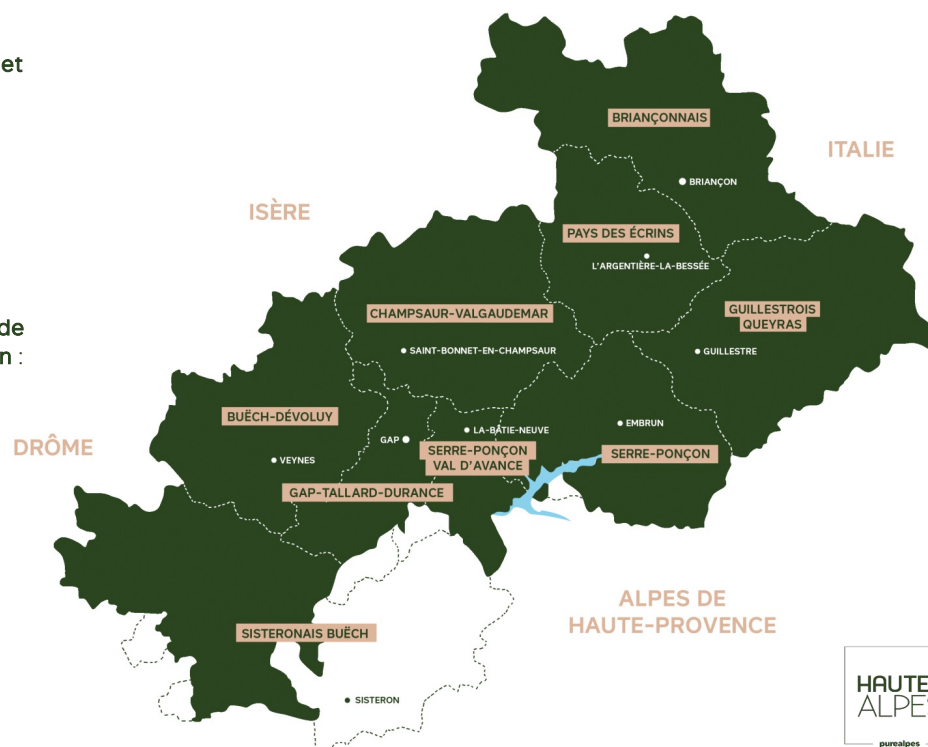 et
BRIANÇONNAIS
ITALIE
BRIANÇON
ISÈRE
PAYS DES ÉCRINS
L'ARGENTIÈRE-LA-BESSÉE
CHAMPSAUR-VALGAUDEMAR
GUILLESTROIS
QUEYRAS
de
n :
SAINT-BONNET-EN-CHAMPSAUR
GUILLESTRE
BUËCH-DÉVOLUY
EMBRUN
LA-BÂTIE-NEUVE
GAP
DRÔME
SERRE-PONÇON
VAL D'AVANCE
SERRE-PONÇON
VEYNES
GAP-TALLARD-DURANCE
ALPES DE
HAUTE-PROVENCE
SISTERONAIS BUËCH
SISTERON
HAUTE
ALPES
purealpes